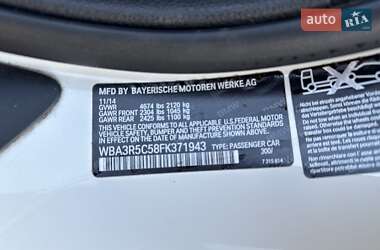 auto RIA
MFD BY BAYERISCHE MOTOREN WERKE AG
11/14
GVWR 4674 lbs 2120 kg
GAWR FRONT 2304 lbs 1045 kg
GAWR REAR 2425 lbs 1100 kg
THIS VEHICLE CONFORMS TO ALL APPLICABLE U.S.FEDERAL MOTOR
VEHICLE SAFETY, BUMPER, AND THEFT PREVENTION STANDARDS
IN EFFECT ON THE DATE OF MANUFACTURE SHOWN ABOVE.
WBA3R5C58FK371943 TYPE: PASSENGER CAR
300/
7 315 614